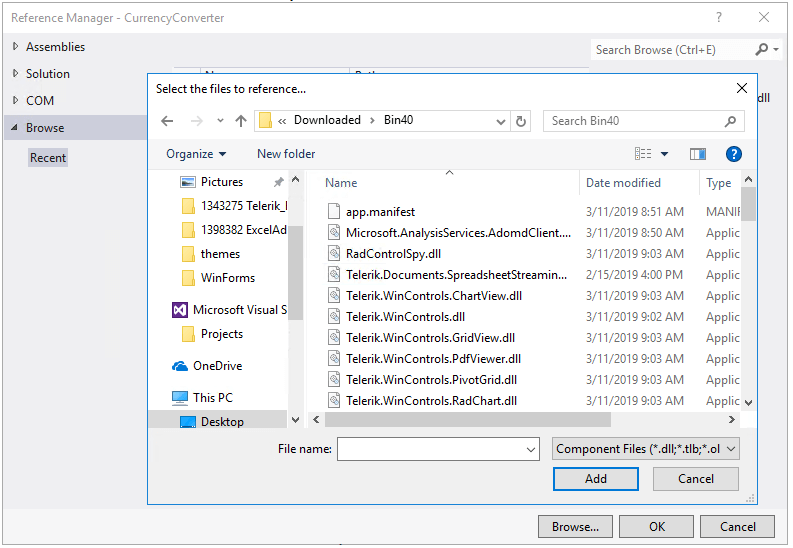 Reference Manager - CurrencyConverter ?
Assemblies
Search Browse (Ctrl+E)
Solution
COM
Browse
Recent
dll
Select the files to reference...
« Downloaded Bin40
Search Bin40
Organize New folder ?
Name Date modified Type
Pictures
1343275 Telerik_
1398382 ExcelAd
themes
WinForms
Microsoft Visual S
Projects
OneDrive
This PC
Desktop
app.manifest 3/11/2019 8:51 AM MANIF
Microsoft.AnalysisServices.AdomdClient.... 3/11/2019 8:50 AM Applic
RadControlSpy.dll 3/11/2019 9:03 AM Applic
Telerik.Documents.SpreadsheetStreamin... 2/15/2019 4:00 PM Applic
Telerik.WinControls.ChartView.dll 3/11/2019 9:03 AM Applic
Telerik.WinControls.dll 3/11/2019 9:02 AM Applic
Telerik.WinControls.GridView.dll 3/11/2019 9:03 AM Applic
Telerik.WinControls.PdfViewer.dll 3/11/2019 9:03 AM Applic
Telerik.WinControls.PivotGrid.dll 3/11/2019 9:03 AM Applic
Telerik.WinControls.RadChart.dll 3/11/2019 9:03 AM Applic
File name: Component Files (*.dll;*.tlb;*.ol
Add Cancel
Browse... OK Cancel